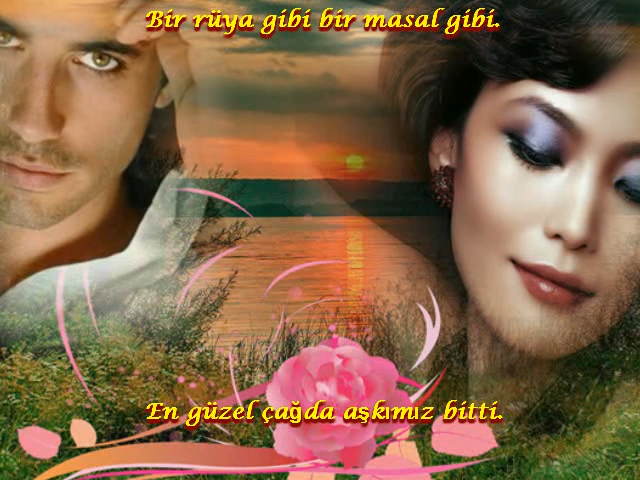 Bir rüya gibi bir masal gibi.
En güzel çağda aşkımız bitti.